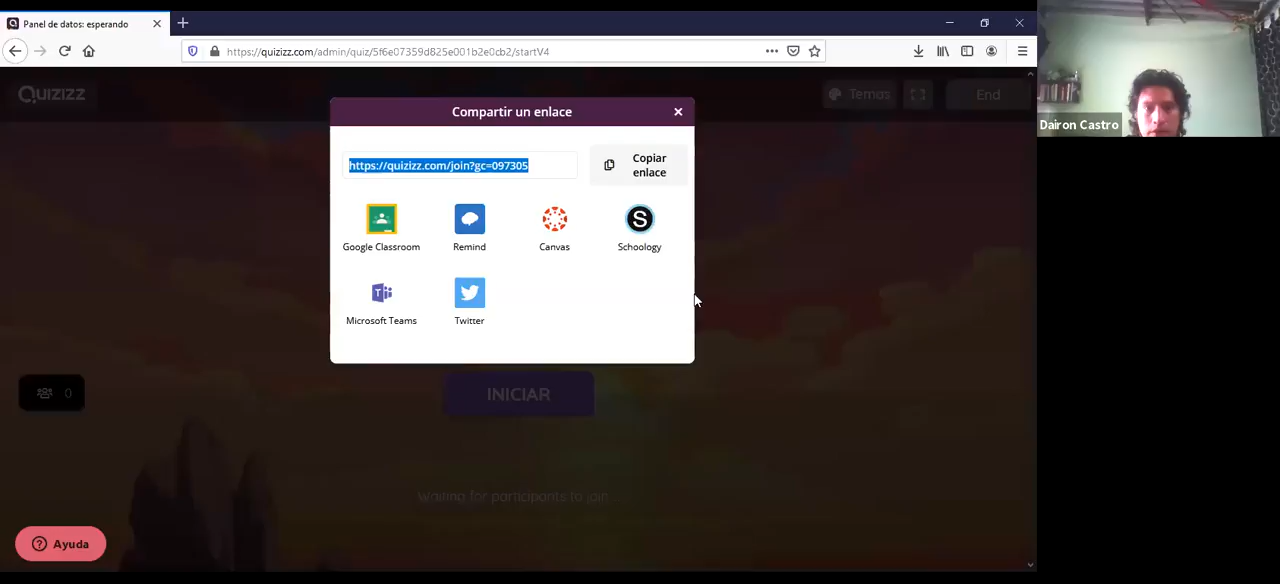 Panel de datos: esperando
https://quizizz.com/admin/quiz/5f6e07359d825e001b2e0cb2/startV4
QUIZIZZ
Temas
End
Compartir un enlace
https://quizizz.com/join?gc=097305
Copiar
enlace
Google Classroom
Remind
Canvas
Schoology
Microsoft Teams
Twitter
0
INICIAR
Waiting for participants to join
Ayuda
Dairon Castro